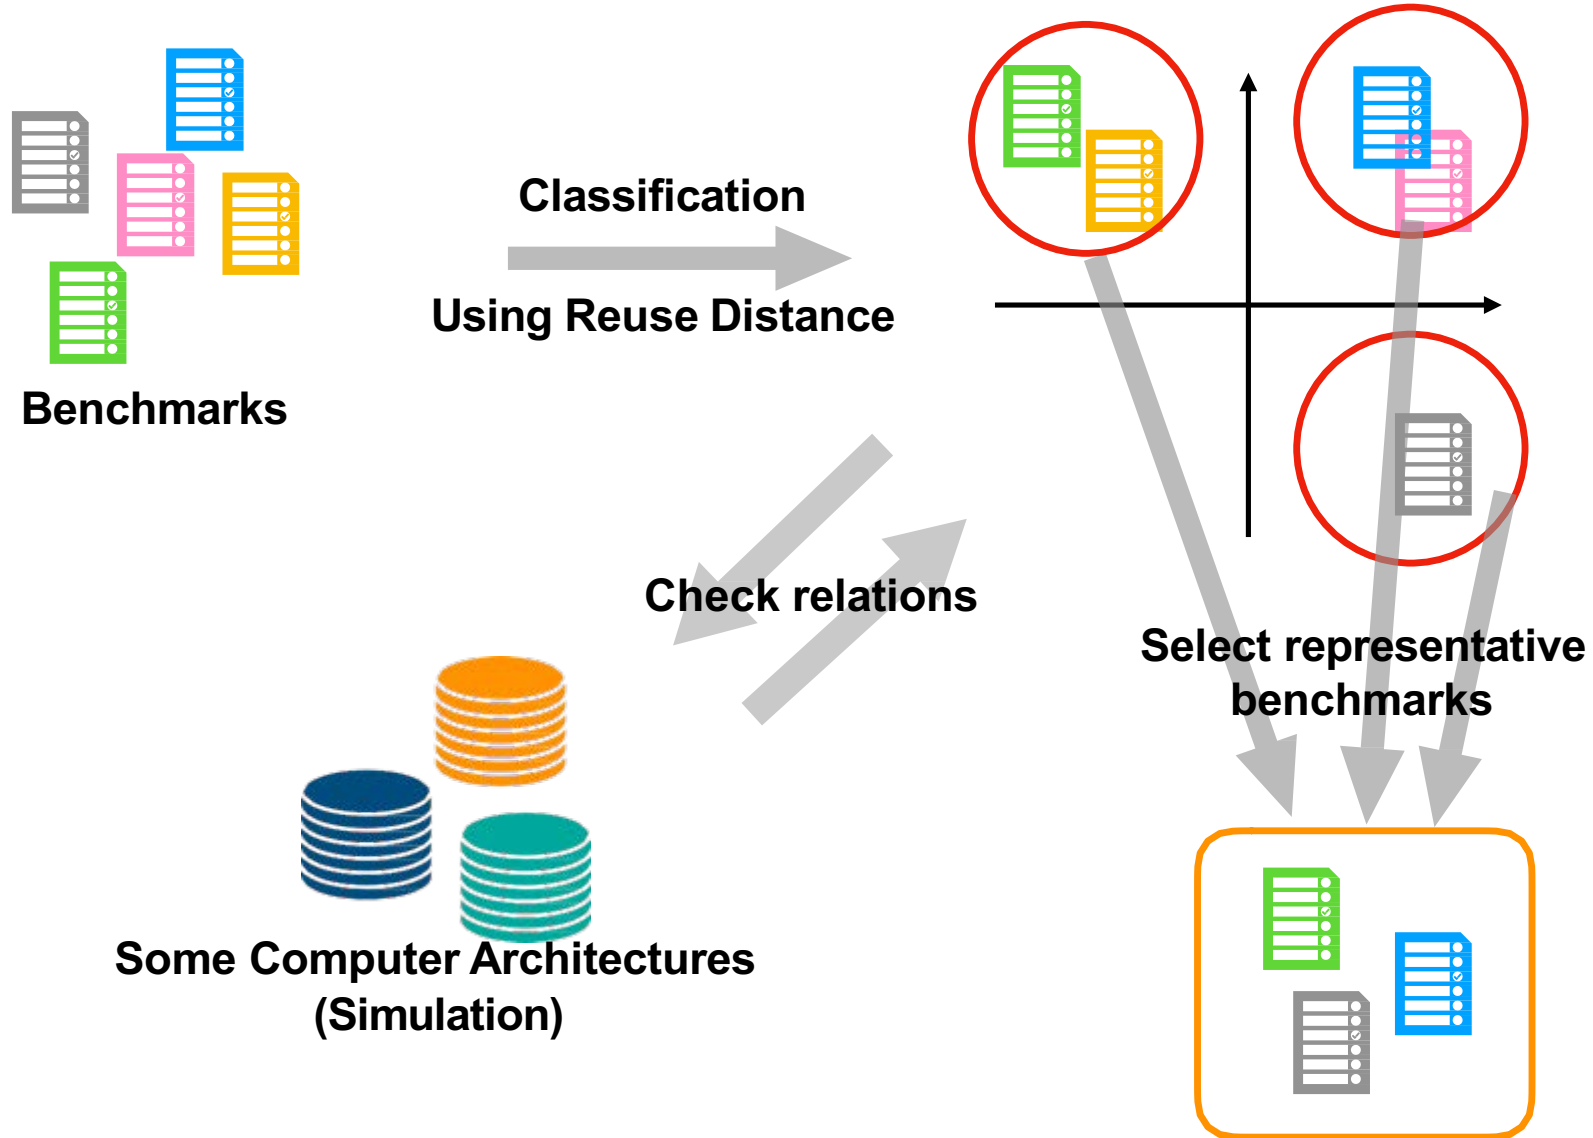 Classification
Using Reuse Distance
Benchmarks
Check relations
Select representative
benchmarks
Some Computer Architectures
(Simulation)